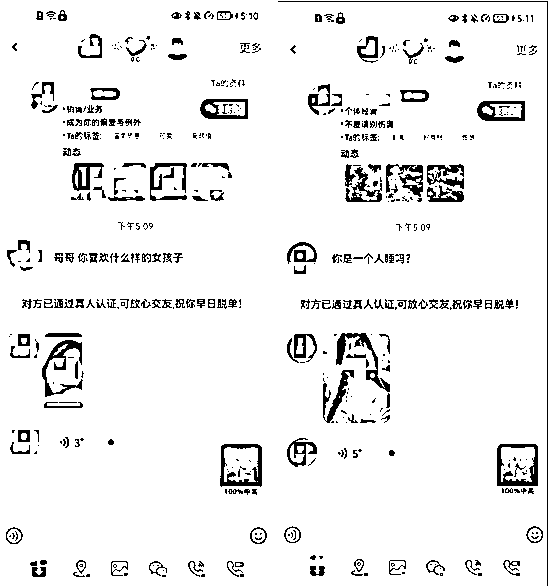 5:10
更多
Ta的资料
•销售/业务
•成为你的偏爱与例外
•Ta的标签:
动态
下午5:09
哥哥 你喜欢什么样的女孩子
对方已通过真人认证,可放心交友,祝你早日脱单!
3"
100%中奖
5:11
更多
Ta的资料
•个体经营
•不爱请别伤害
•Ta的标签:
动态
下午5:09
你是一个人睡吗?
对方已通过真人认证,可放心交友,祝你早日脱单!
5"
100%中奖